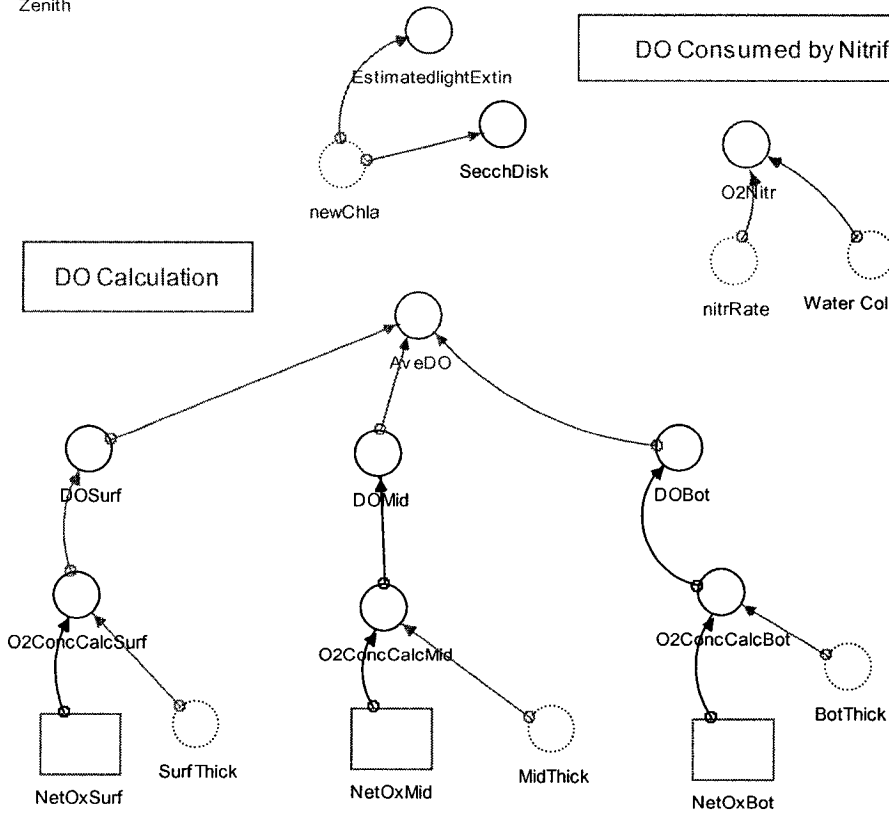 Zenith
EstimatedlightExtin
SecchDisk
newChla
DO Consumed by Nitrif
O2Nitr
nitrRate
Water Col
DO Calculation
AveDO
DOSurf
DOMid
DOBot
O2ConcCalcSurf
O2ConcCalcMid
O2ConcCalcBot
SurfThick
MidThick
BotThick
NetOxSurf
NetOxMid
NetOxBot